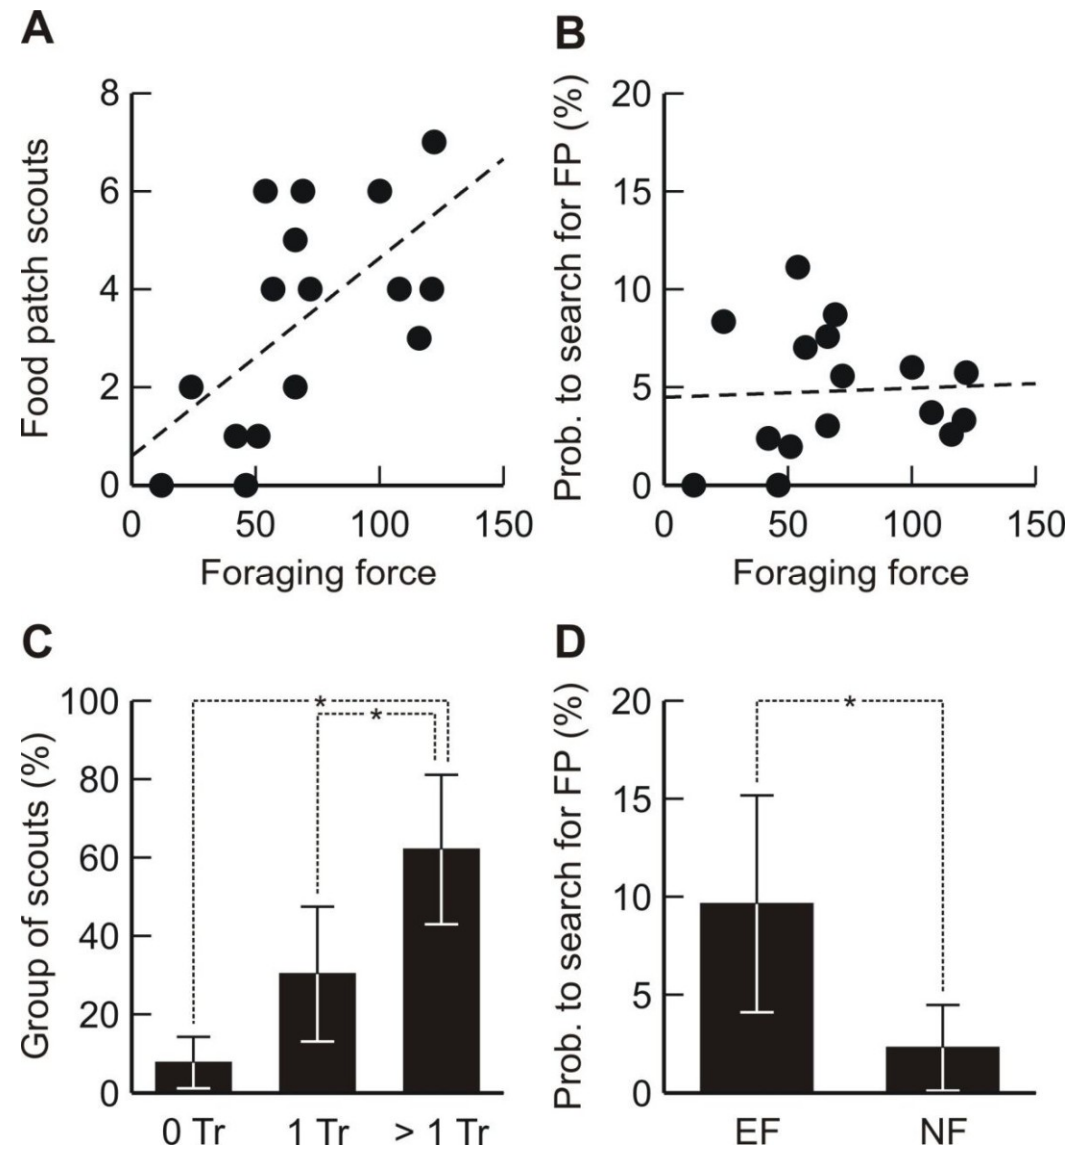 A
Food patch scouts
8
6
4
2
0
0 50 100 150
Foraging force
B
Prob. to search for FP (%)
20
15
10
5
0
0 50 100 150
Foraging force
C
Group of scouts (%)
100
80
60
40
20
0
* 
*
0 Tr 1 Tr > 1 Tr
D
Prob. to search for FP (%)
20
15
10
5
0
*
EF NF